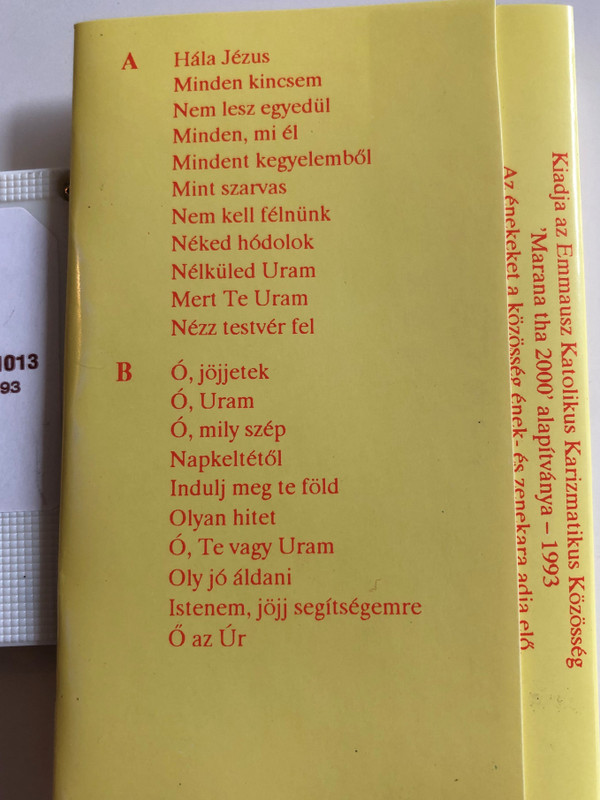 A
Hála Jézus
Minden kincsem
Nem lesz egyedül
Minden, mi él
Mindent kegyelemből
Mint szarvas
Nem kell félnünk
Néked hódolok
Nélküled Uram
Mert Te Uram
Nézz testvér fel
B
Ó, jöjjetek
Ó, Uram
Ó, mily szép
Napkeltétől
Indulj meg te föld
Olyan hitet
Ó, Te vagy Uram
Oly jó áldani
Istenem, jöjj segítségemre
Ő az Úr
Kiadja az Emmausz Katolikus Karizmatikus Közösség
'Marana tha 2000' alapítványa – 1993
Az énekeket a közösség ének- és zenekara adja elő
013
93